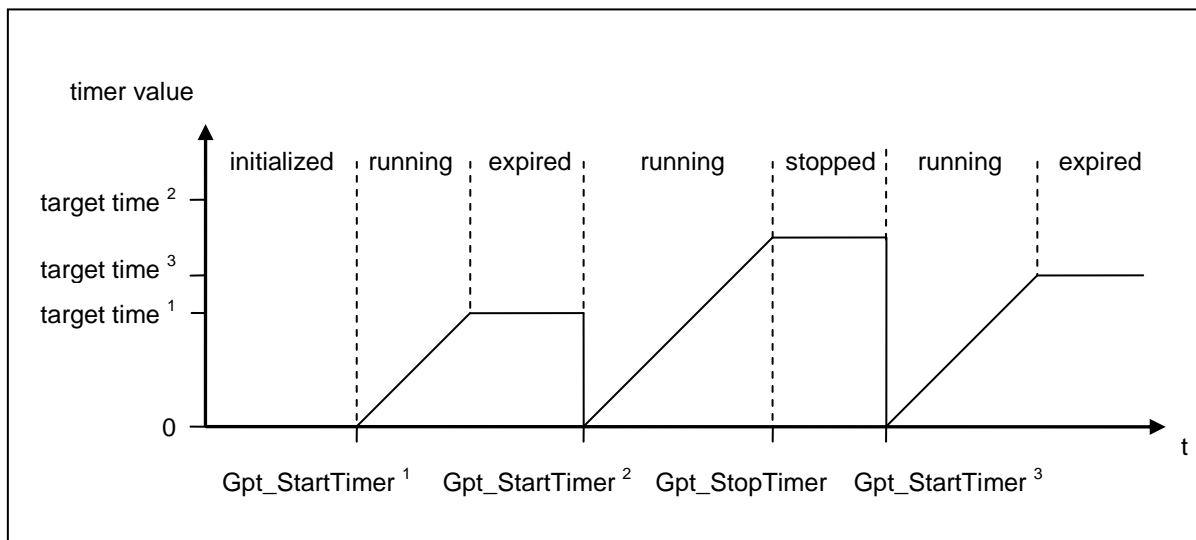 timer value
initialized running expired running stopped running expired
target time ²
target time ³
target time ¹
0
t
Gpt_StartTimer ¹ Gpt_StartTimer ² Gpt_StopTimer Gpt_StartTimer ³